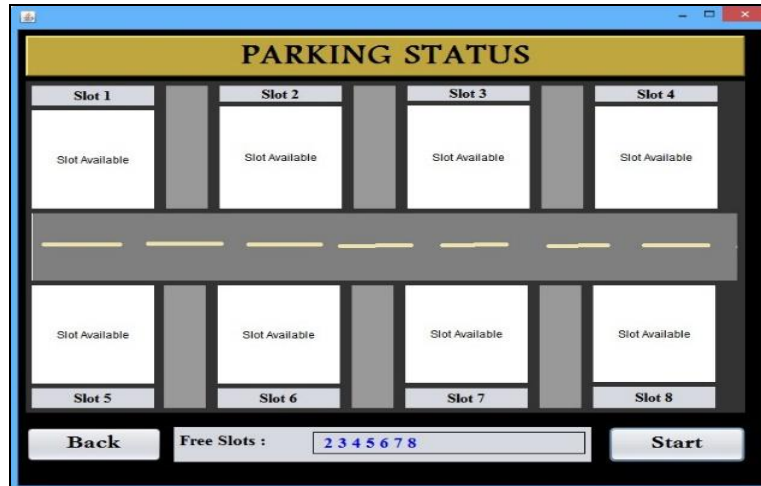 PARKING STATUS
Slot 1 Slot 2 Slot 3 Slot 4
Slot Available Slot Available Slot Available Slot Available
Slot Available Slot Available Slot Available Slot Available
Slot 5 Slot 6 Slot 7 Slot 8
Back Free Slots : 2 3 4 5 6 7 8 Start